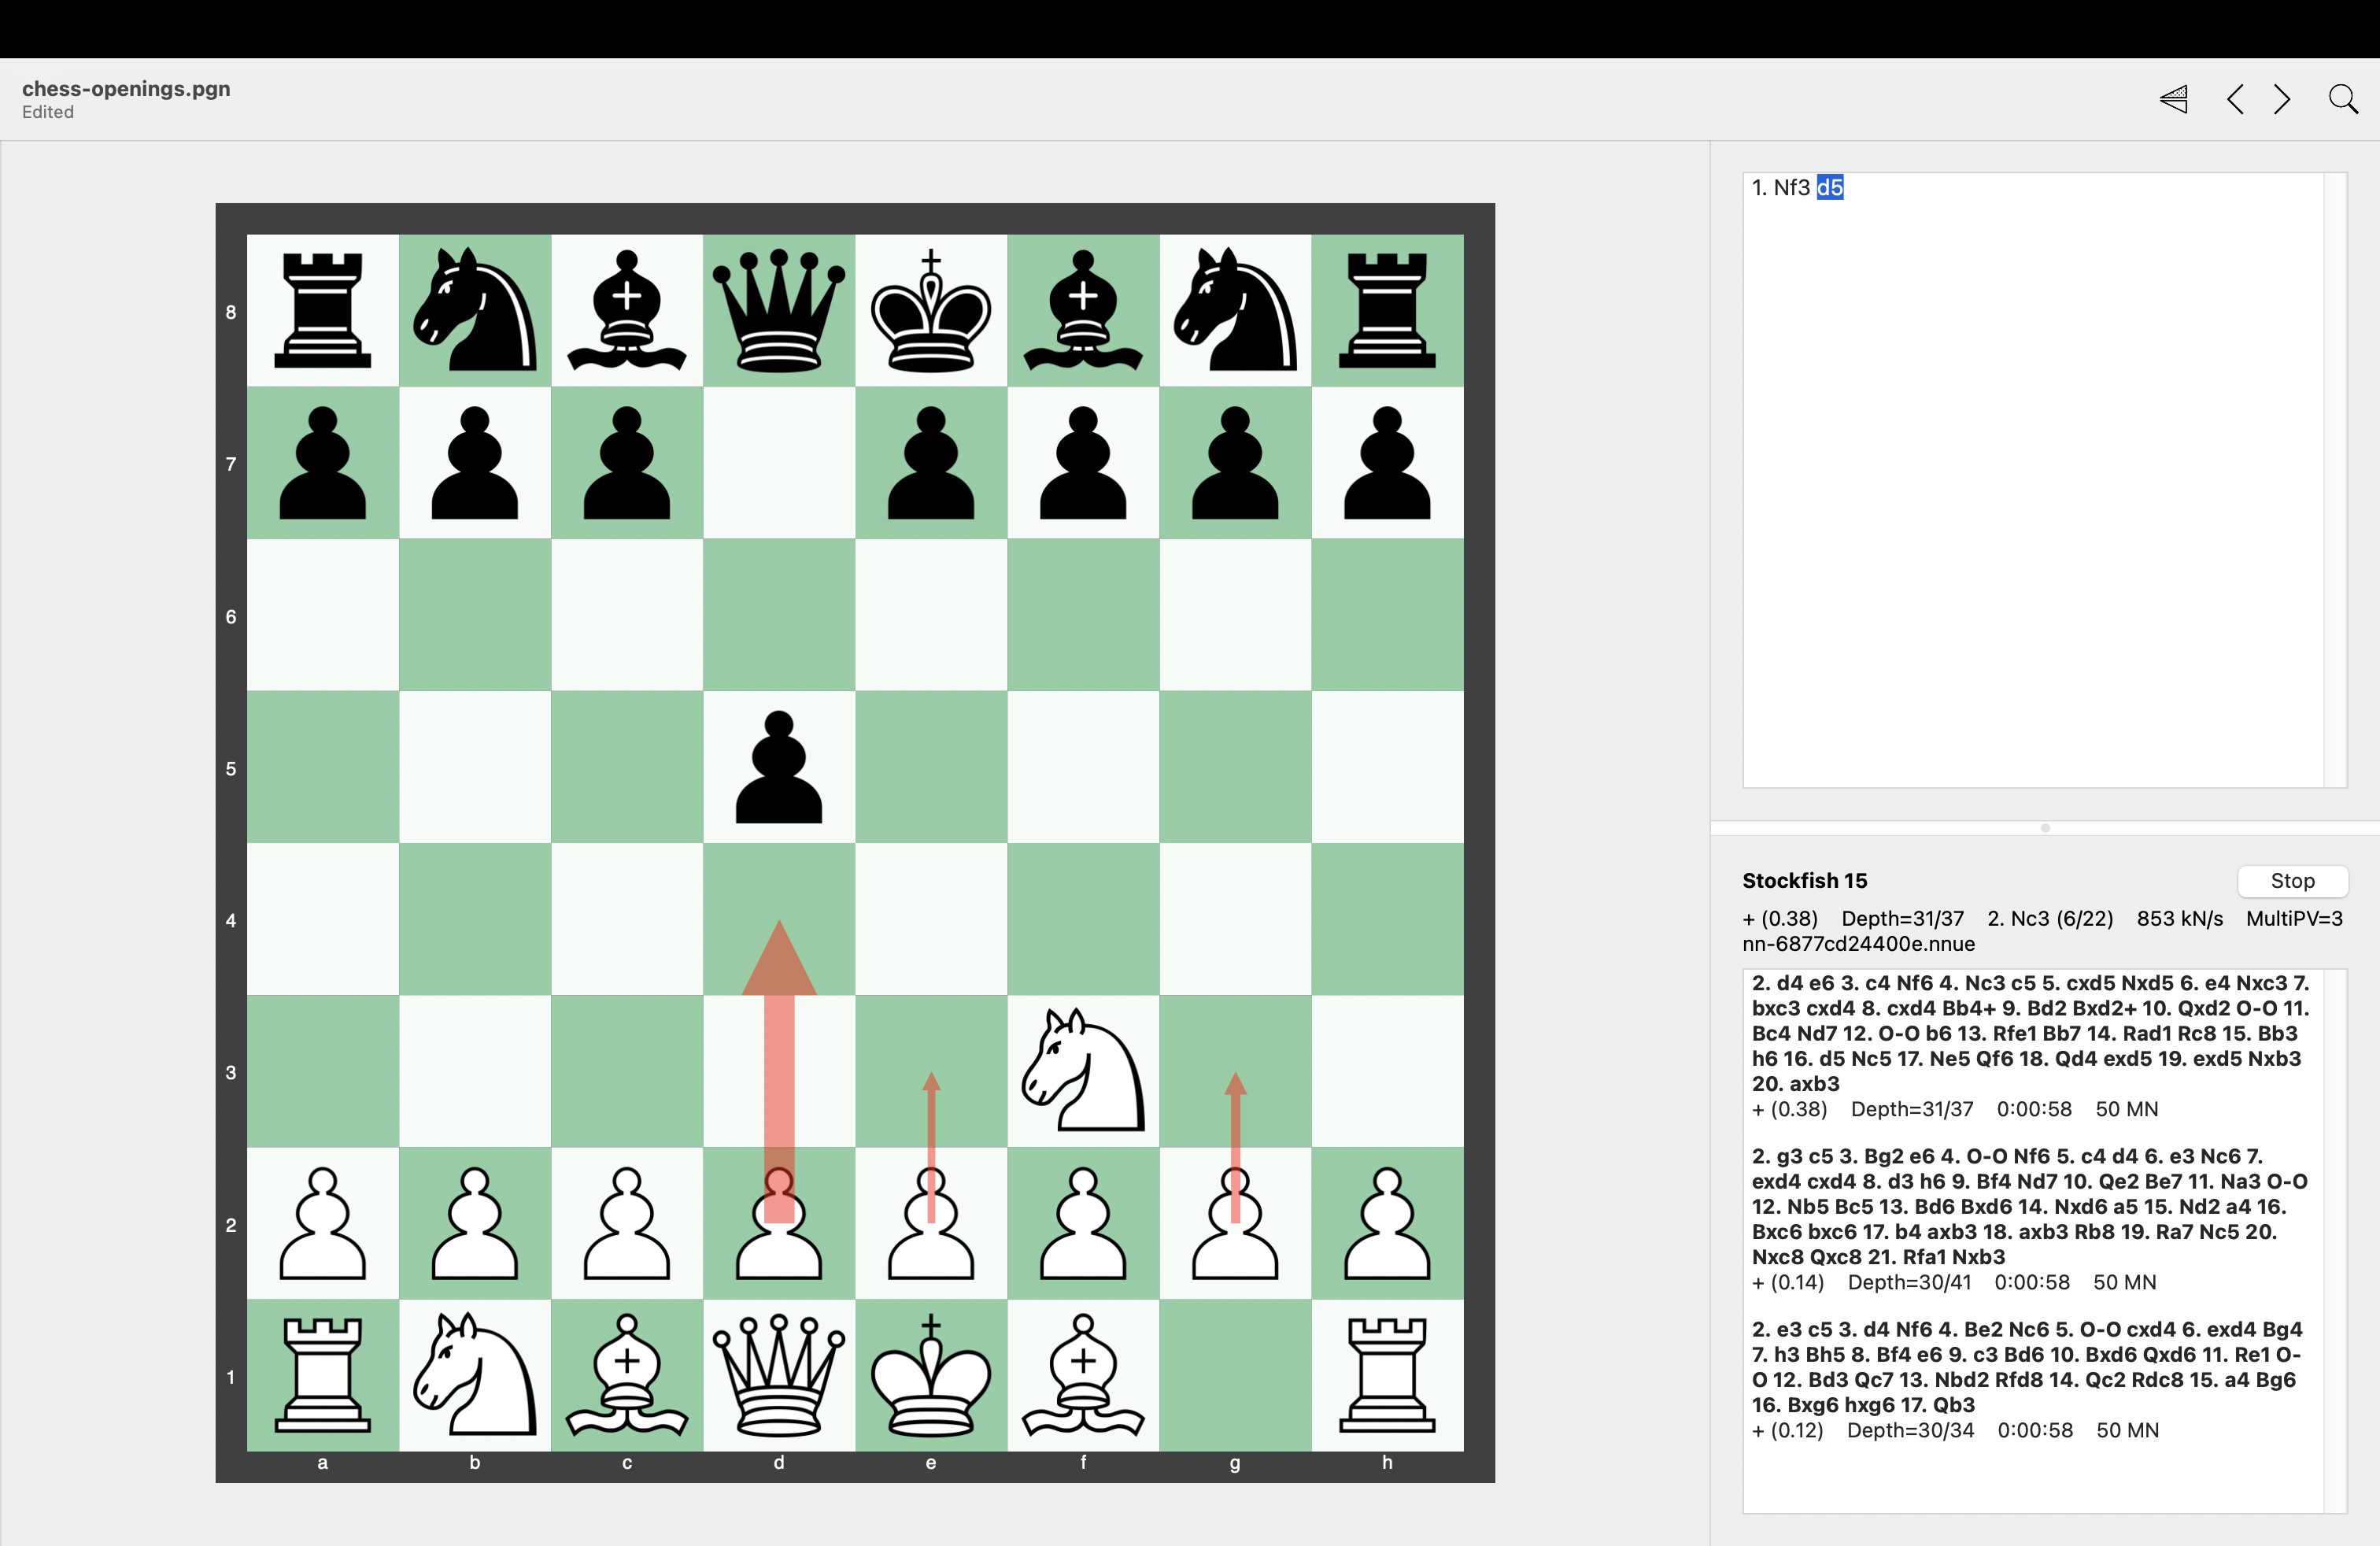 chess-openings.pgn
Edited
1. Nf3 d5
8
7
6
5
4
3
2
1
a b c d e f g h
Stockfish 15
Stop
+ (0.38) Depth=31/37 2. Nc3 (6/22) 853 kN/s MultiPV=3
nn-6877cd24400e.nnue
2. d4 e6 3. c4 Nf6 4. Nc3 c5 5. cxd5 Nxd5 6. e4 Nxc3 7.
bxc3 cxd4 8. cxd4 Bb4+ 9. Bd2 Bxd2+ 10. Qxd2 O-O 11.
Bc4 Nd7 12. O-O b6 13. Rfe1 Bb7 14. Rad1 Rc8 15. Bb3
h6 16. d5 Nc5 17. Ne5 Qf6 18. Qd4 exd5 19. exd5 Nxb3
20. axb3
+ (0.38) Depth=31/37 0:00:58 50 MN
2. g3 c5 3. Bg2 e6 4. O-O Nf6 5. c4 d4 6. e3 Nc6 7.
exd4 cxd4 8. d3 h6 9. Bf4 Nd7 10. Qe2 Be7 11. Na3 O-O
12. Nb5 Bc5 13. Bd6 Bxd6 14. Nxd6 a5 15. Nd2 a4 16.
Bxc6 bxc6 17. b4 axb3 18. axb3 Rb8 19. Ra7 Nc5 20.
Nxc8 Qxc8 21. Rfa1 Nxb3
+ (0.14) Depth=30/41 0:00:58 50 MN
2. e3 c5 3. d4 Nf6 4. Be2 Nc6 5. O-O cxd4 6. exd4 Bg4
7. h3 Bh5 8. Bf4 e6 9. c3 Bd6 10. Bxd6 Qxd6 11. Re1 O-
O 12. Bd3 Qc7 13. Nbd2 Rfd8 14. Qc2 Rdc8 15. a4 Bg6
16. Bxg6 hxg6 17. Qb3
+ (0.12) Depth=30/34 0:00:58 50 MN